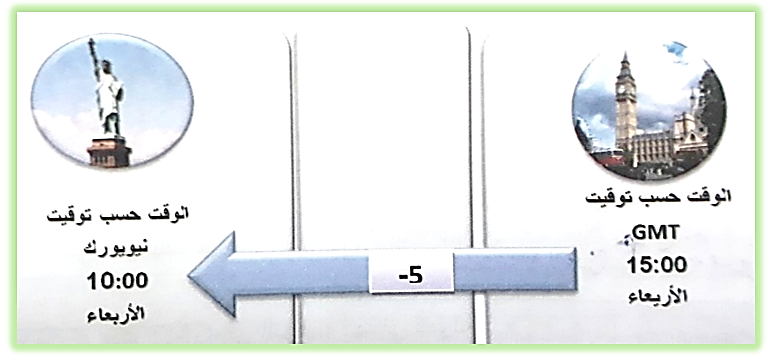 الوقت حسب توقيت
GMT
15:00
الأربعاء
-5
الوقت حسب توقيت
نيويورك
10:00
الأربعاء